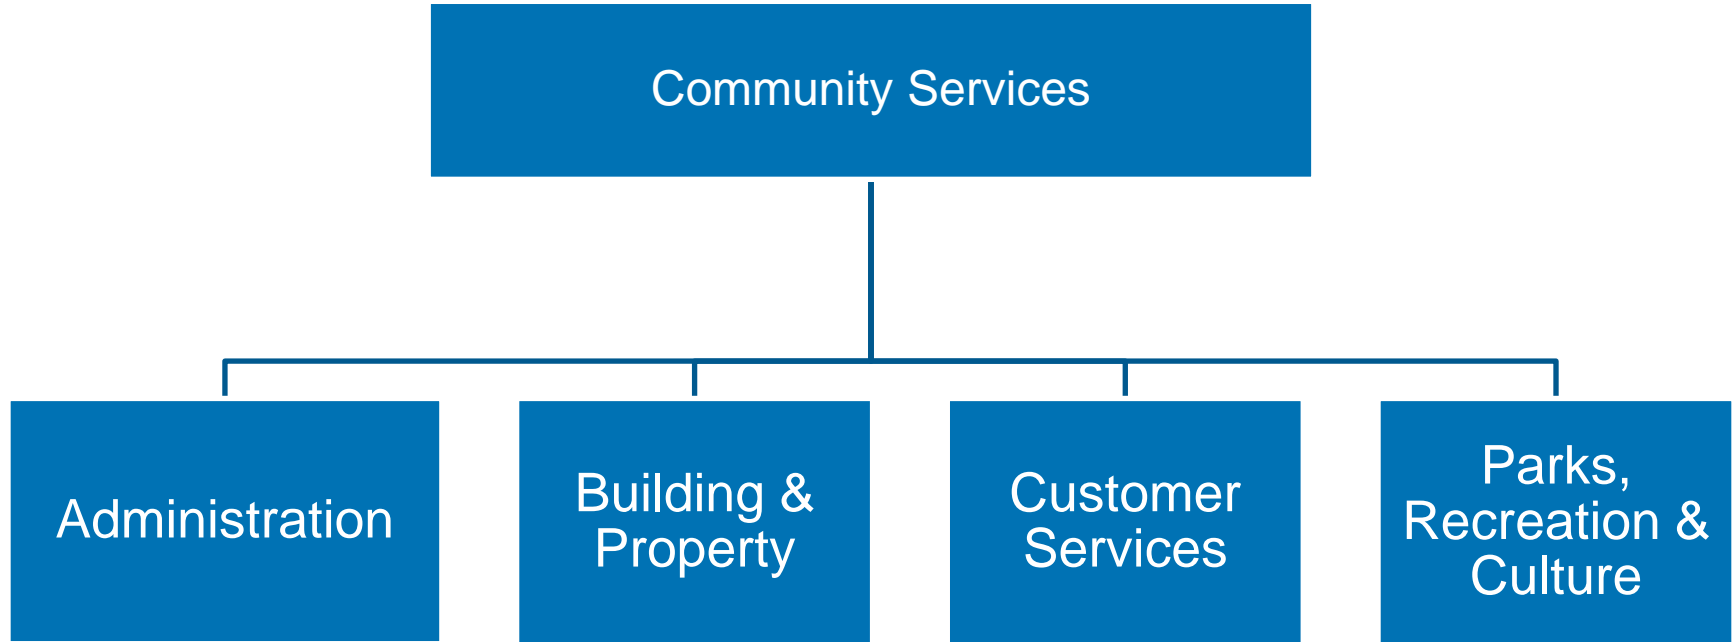 Community Services
Administration
Building &
Property
Customer
Services
Parks,
Recreation &
Culture